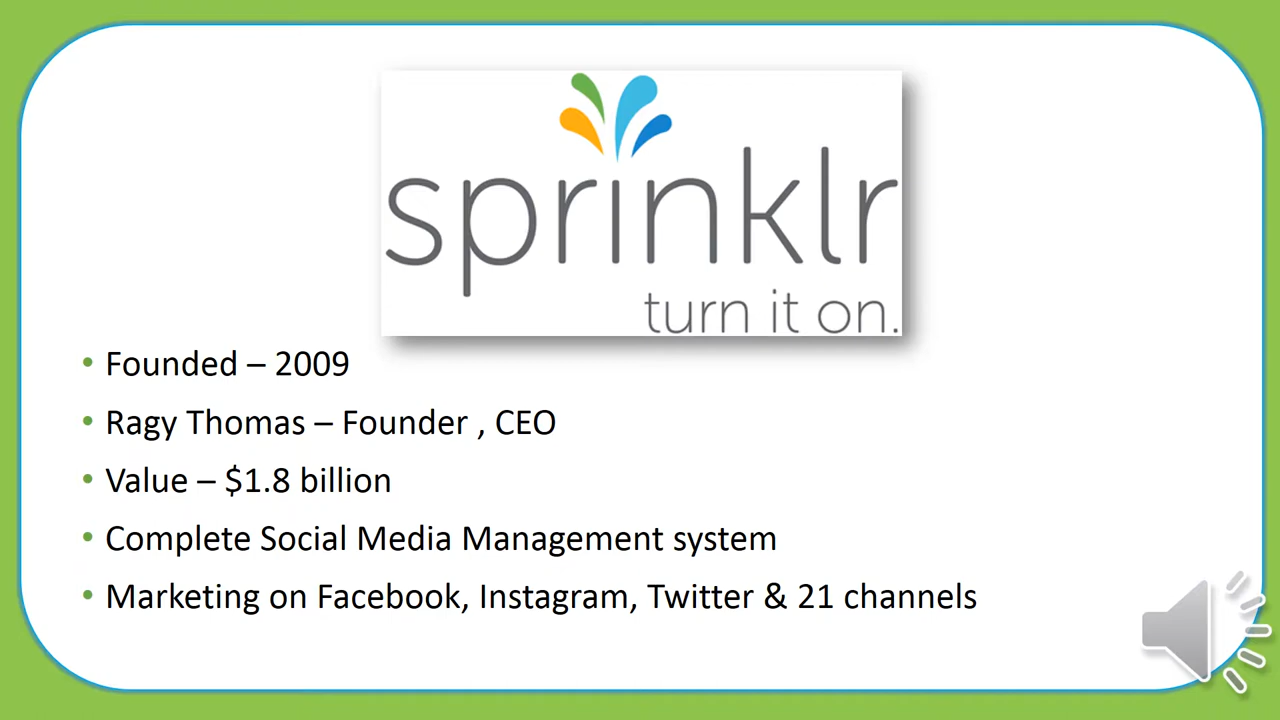 sprinklr
turn it on.
• Founded – 2009
• Ragy Thomas – Founder , CEO
• Value – $1.8 billion
• Complete Social Media Management system
• Marketing on Facebook, Instagram, Twitter & 21 channels